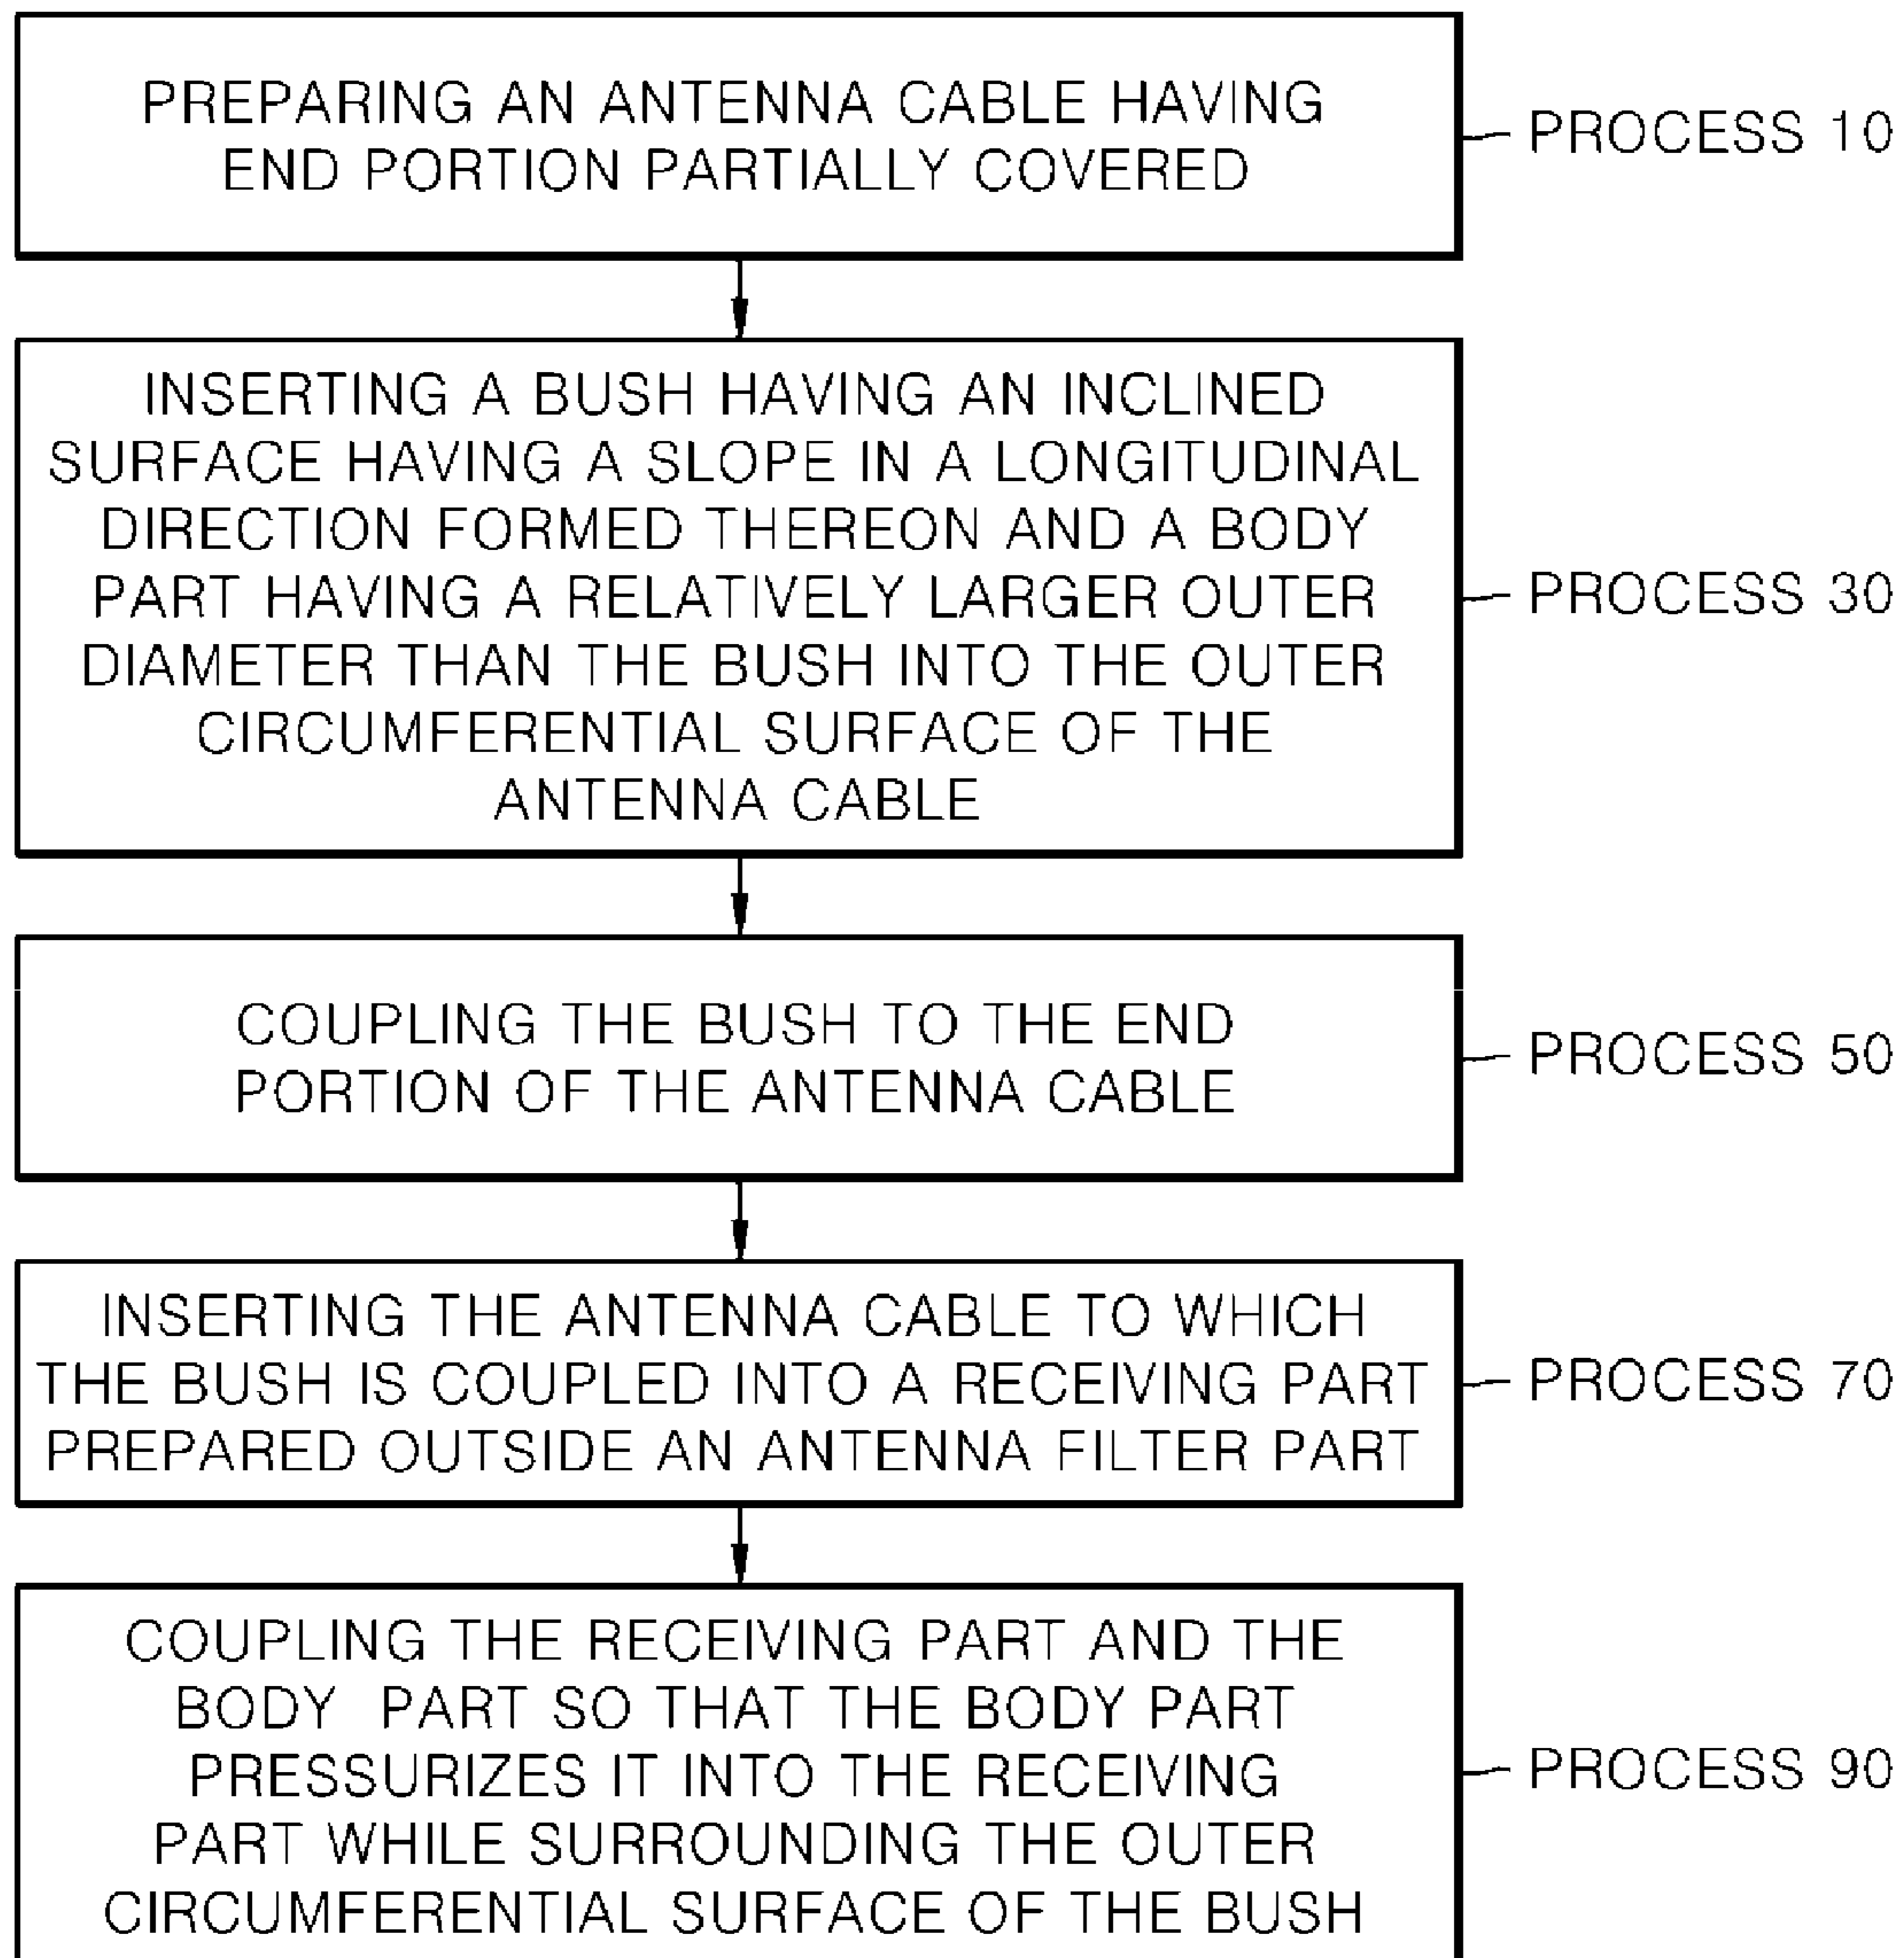 PREPARING AN ANTENNA CABLE HAVING
END PORTION PARTIALLY COVERED
PROCESS 10
INSERTING A BUSH HAVING AN INCLINED
SURFACE HAVING A SLOPE IN A LONGITUDINAL
DIRECTION FORMED THEREON AND A BODY
PART HAVING A RELATIVELY LARGER OUTER
DIAMETER THAN THE BUSH INTO THE OUTER
CIRCUMFERENTIAL SURFACE OF THE
ANTENNA CABLE
PROCESS 30
COUPLING THE BUSH TO THE END
PORTION OF THE ANTENNA CABLE
PROCESS 50
INSERTING THE ANTENNA CABLE TO WHICH
THE BUSH IS COUPLED INTO A RECEIVING PART
PREPARED OUTSIDE AN ANTENNA FILTER PART
PROCESS 70
COUPLING THE RECEIVING PART AND THE
BODY PART SO THAT THE BODY PART
PRESSURIZES IT INTO THE RECEIVING
PART WHILE SURROUNDING THE OUTER
CIRCUMFERENTIAL SURFACE OF THE BUSH
PROCESS 90